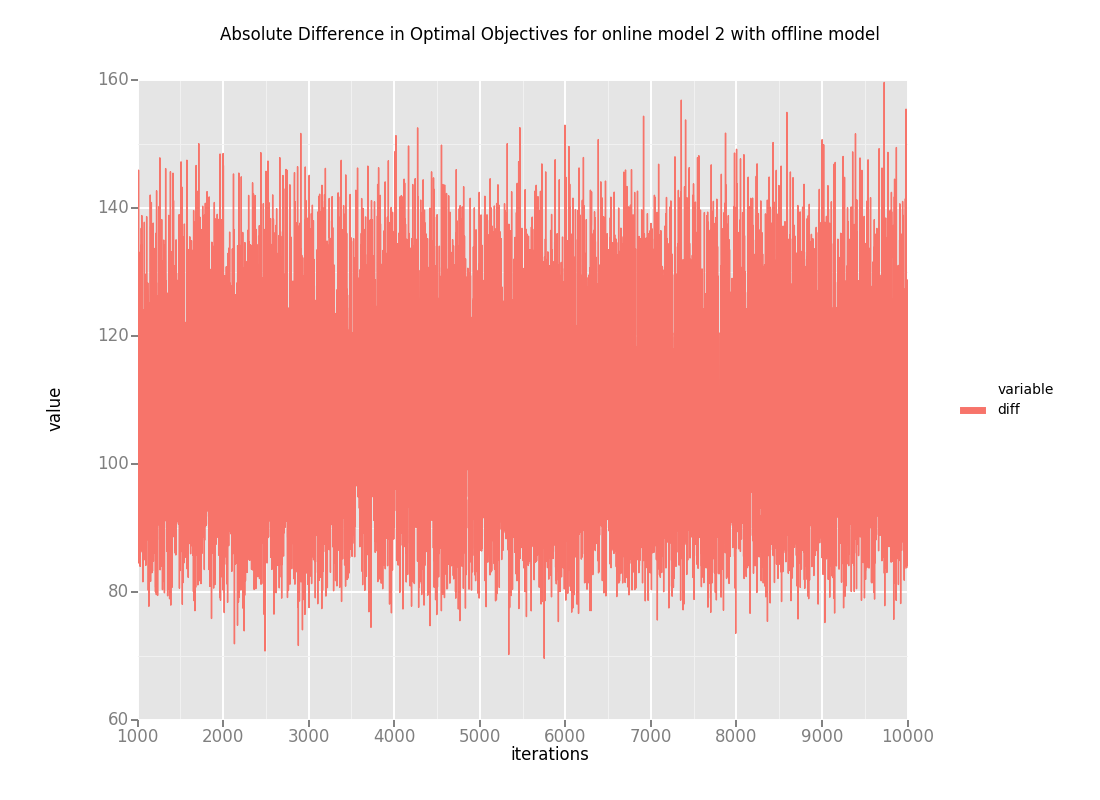 Absolute Difference in Optimal Objectives for online model 2 with offline model
160
140
120
100
80
60
value
1000 2000 3000 4000 5000 6000 7000 8000 9000 10000
iterations
variable
diff